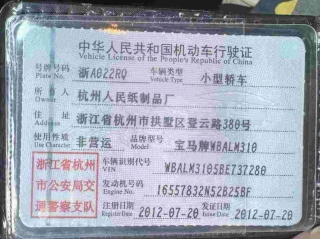 中华人民共和国机动车行驶证
Vehicle License of the People's Republic of China
号牌号码 浙A022RQ 车辆类型 小型轿车
Plate No. Vehicle Type
所有人 杭州人民纸制品厂
Owner
住址 浙江省杭州市拱墅区登云路380号
Address
使用性质 非营运 品牌型号 宝马牌WBALM310
Use Character Model
浙江省杭州
市公安局交
通警察支队
车辆识别代号 WBALM3105BE737280
VIN
发动机号码 16557832N52B25BF
Engine No.
注册日期 2012-07-20 发证日期 2012-07-20
Register Date Issue Date